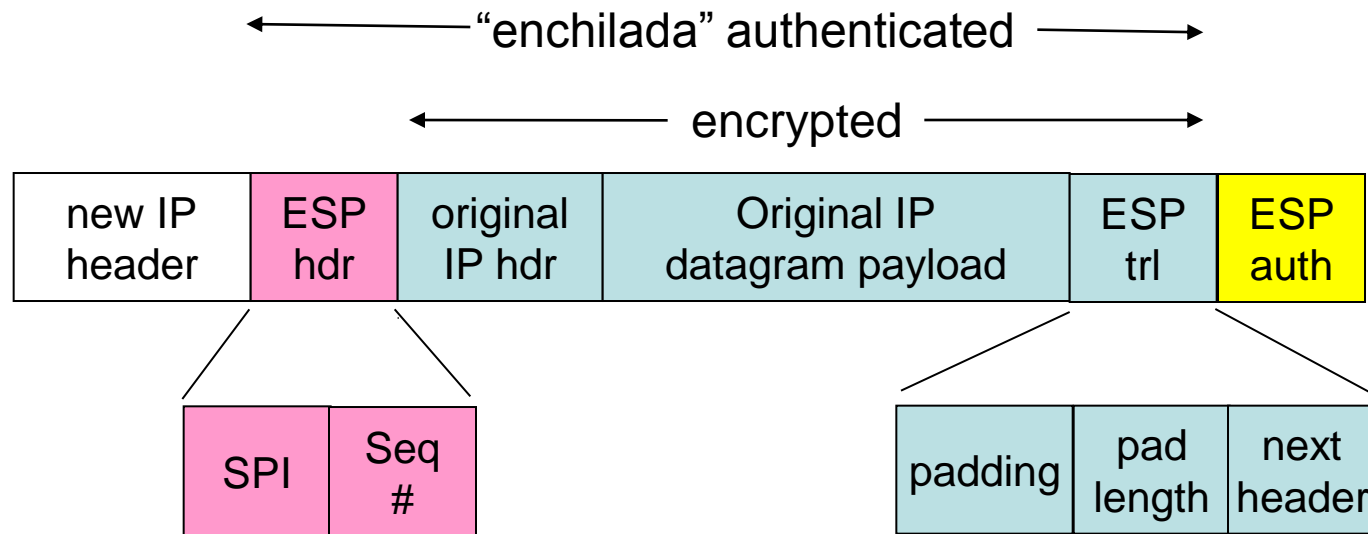 “enchilada” authenticated
encrypted
new IP
header
ESP
hdr
original
IP hdr
Original IP
datagram payload
ESP
trl
ESP
auth
SPI
Seq
#
padding
pad
length
next
header